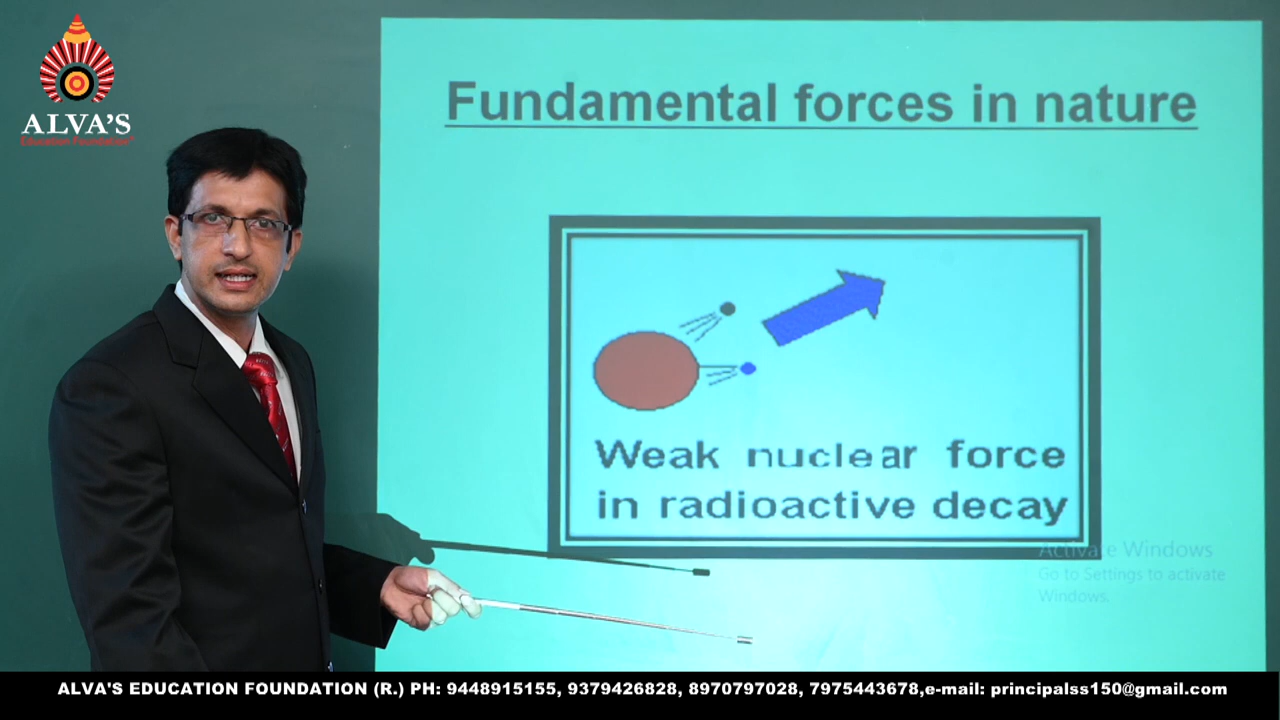 ALVA'S
Education Foundation
Fundamental forces in nature
Weak nuclear force
in radioactive decay
Activate Windows
Go to Settings to activate
Windows.
ALVA'S EDUCATION FOUNDATION (R.) PH: 9448915155, 9379426828, 8970797028, 7975443678,e-mail: principalss150@gmail.com